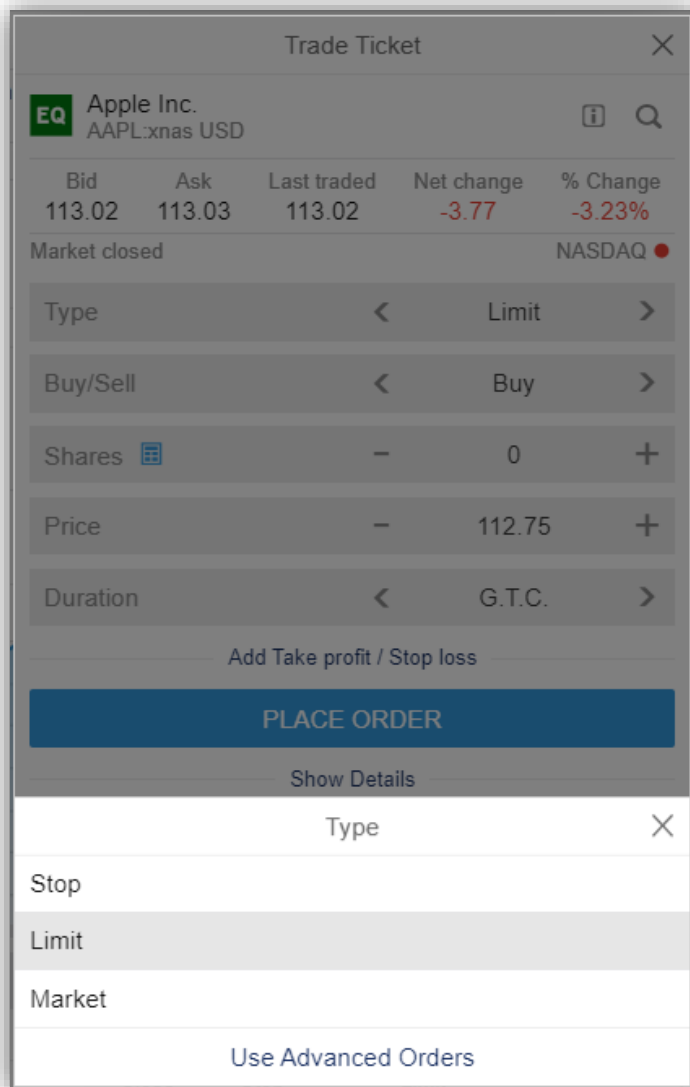 Trade Ticket
EQ Apple Inc.
AAPL:xnas USD
Bid Ask Last traded Net change % Change
113.02 113.03 113.02 -3.77 -3.23%
Market closed NASDAQ
Type Limit
Buy/Sell Buy
Shares - 0 +
Price - 112.75 +
Duration G.T.C.
Add Take profit / Stop loss
PLACE ORDER
Show Details
Type
Stop
Limit
Market
Use Advanced Orders